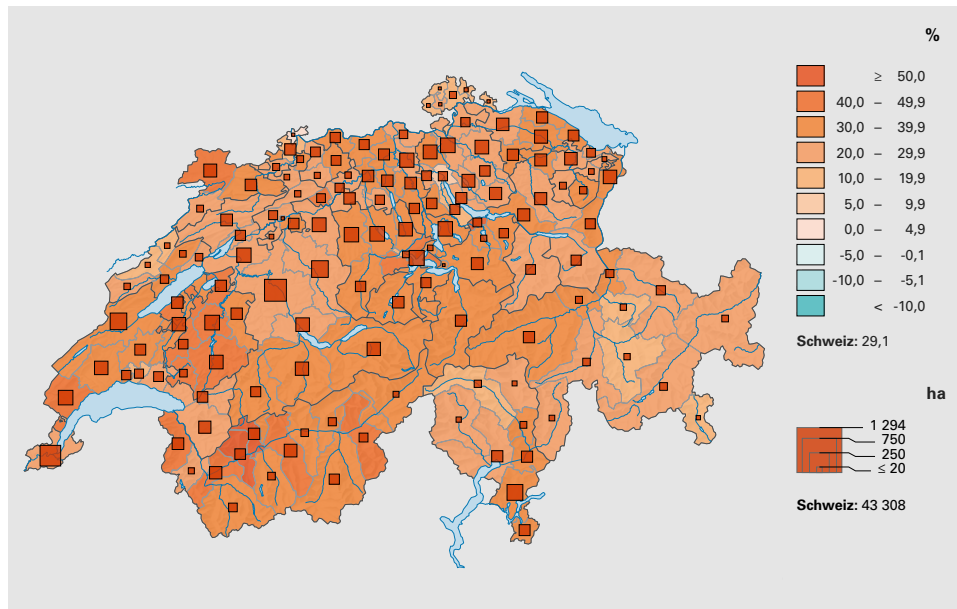 %
≥ 50,0
40,0 – 49,9
30,0 – 39,9
20,0 – 29,9
10,0 – 19,9
5,0 – 9,9
0,0 – 4,9
-5,0 – -0,1
-10,0 – -5,1
< -10,0
Schweiz: 29,1
ha
1 294
750
250
≤ 20
Schweiz: 43 308